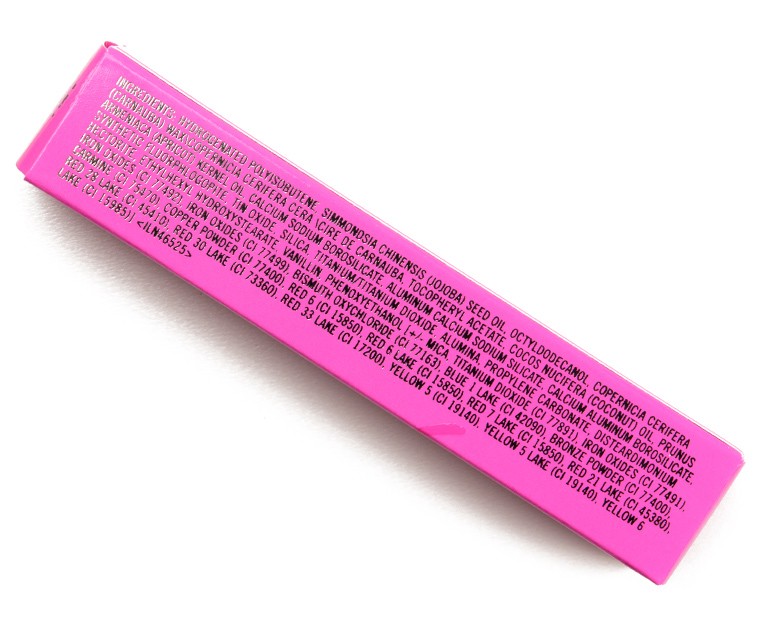 INGREDIENTS: HYDROGENATED POLYISOBUTENE, SIMMONDSIA CHINENSIS (JOJOBA) SEED OIL, OCTYLDODECANOL, COPERNICIA CERIFERA
(CARNAUBA) WAX\COPERNICIA CERIFERA CERA \CIRE DE CARNAUBA, TOCOPHERYL ACETATE, COCOS NUCIFERA (COCONUT) OIL, PRUNUS
ARMENIACA (APRICOT) KERNEL OIL, CALCIUM SODIUM BOROSILICATE, ALUMINUM CALCIUM SODIUM SILICATE, CALCIUM ALUMINUM BOROSILICATE,
SYNTHETIC FLUORPHLOGOPITE, TIN OXIDE, SILICA, TITANIUM/TITANIUM DIOXIDE, ALUMINA, PROPYLENE CARBONATE, DISTEARDIMONIUM
HECTORITE, ETHYLHEXYL HYDROXYSTEARATE, VANILLIN, PHENOXYETHANOL [+/- MICA, TITANIUM DIOXIDE (CI 77891), IRON OXIDES (CI 77491),
IRON OXIDES (CI 77492), IRON OXIDES (CI 77499), BISMUTH OXYCHLORIDE (CI 77163), BLUE 1 LAKE (CI 42090), BRONZE POWDER (CI 77400),
CARMINE (CI 75470), COPPER POWDER (CI 77400), RED 6 (CI 15850), RED 6 LAKE (CI 15850), RED 7 LAKE (CI 15850), RED 21 LAKE (CI 45380),
RED 28 LAKE (CI 45410), RED 30 LAKE (CI 73360), RED 33 LAKE (CI 17200), YELLOW 5 (CI 19140), YELLOW 5 LAKE (CI 19140), YELLOW 6
LAKE (CI 15985)] <ILN46525>